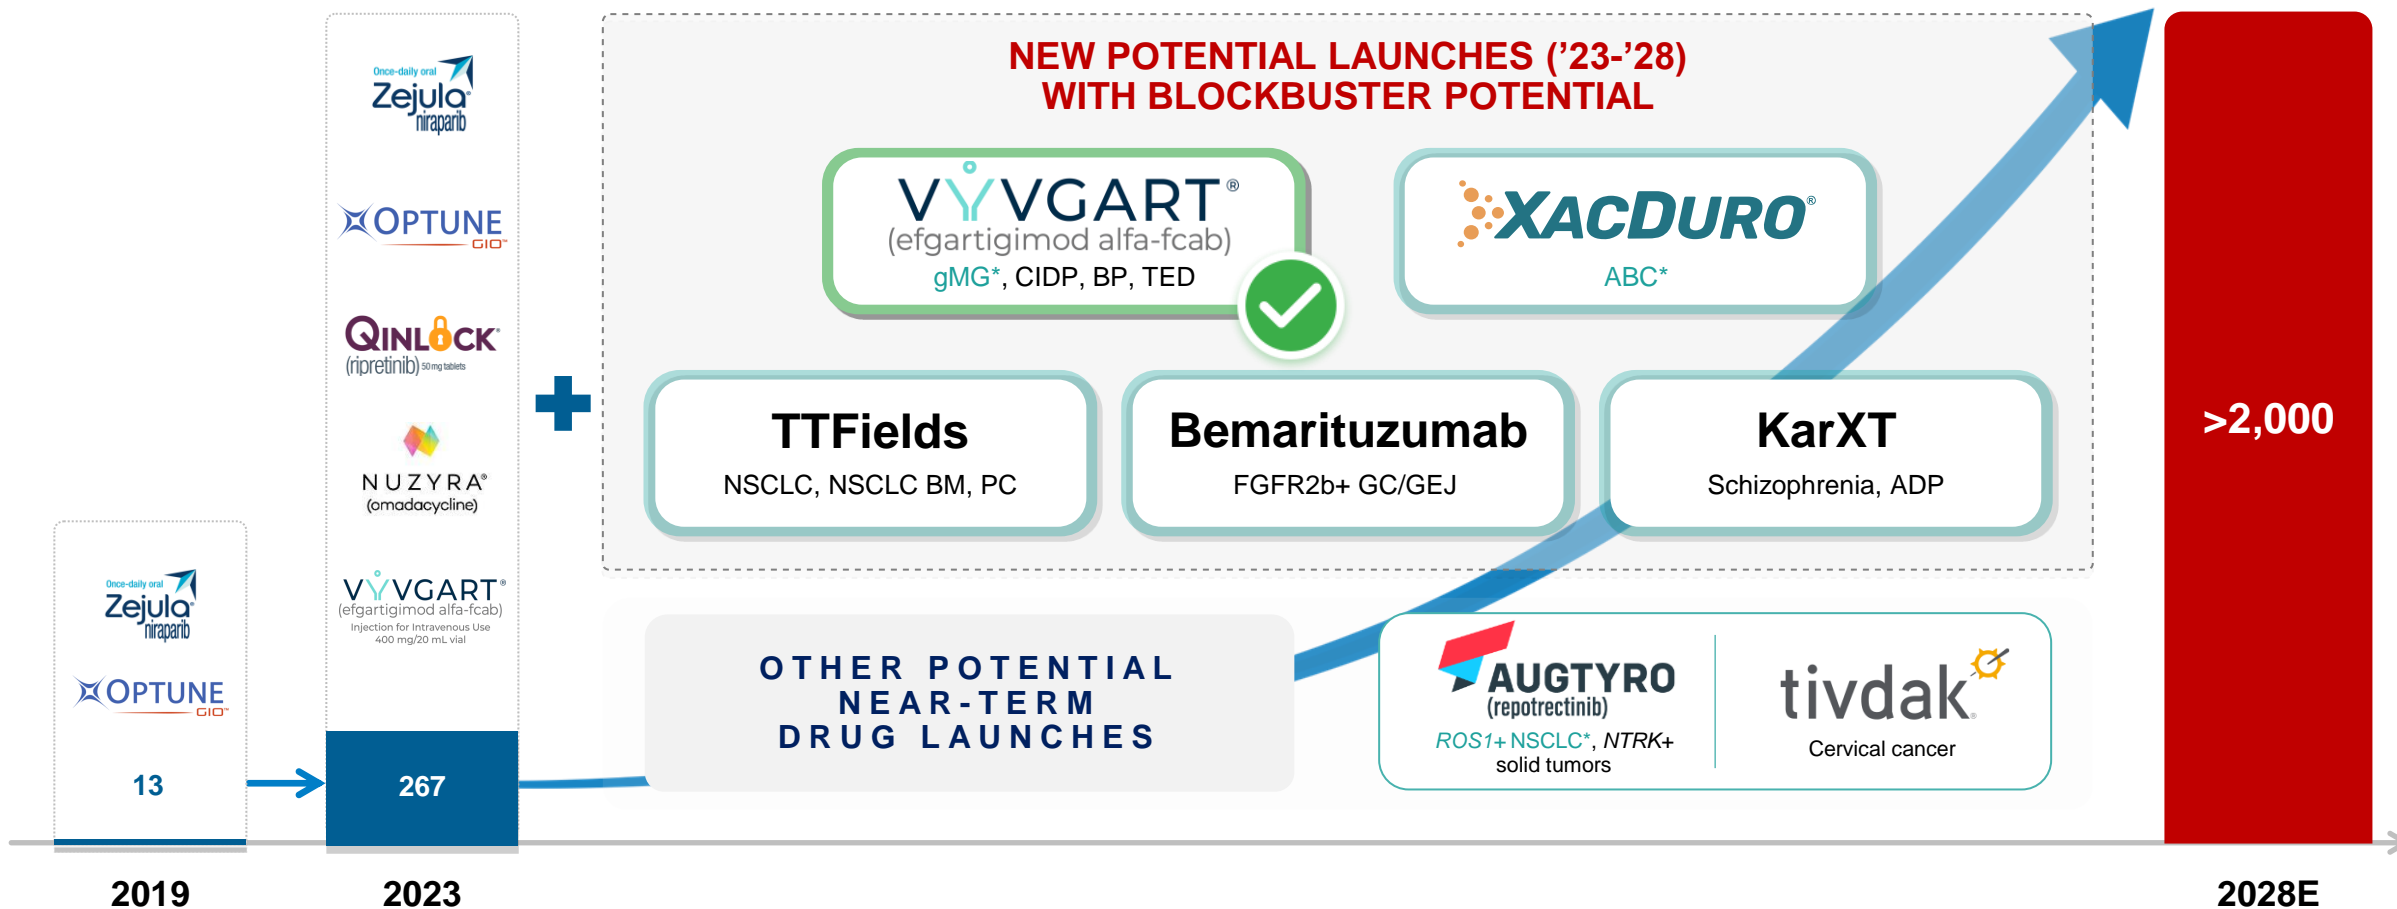 NEW POTENTIAL LAUNCHES (’23-’28)
WITH BLOCKBUSTER POTENTIAL
Once-daily oral
Zejula®
niraparib
OPTUNE
GIO™
QINLOCK®
(ripretinib) 50 mg tablets
NUZYRA®
(omadacycline)
VYVGART®
(efgartigimod alfa-fcab)
Injection for Intravenous Use
400 mg/20 mL vial
267
Once-daily oral
Zejula®
niraparib
OPTUNE
GIO™
13
VYVGART®
(efgartigimod alfa-fcab)
gMG*, CIDP, BP, TED
XACDURO®
ABC*
TTFields
NSCLC, NSCLC BM, PC
Bemarituzumab
FGFR2b+ GC/GEJ
KarXT
Schizophrenia, ADP
OTHER POTENTIAL
NEAR-TERM
DRUG LAUNCHES
AUGTYRO
(repotrectinib)
ROS1+ NSCLC*, NTRK+
solid tumors
tivdak®
Cervical cancer
>2,000
2019
2023
2028E